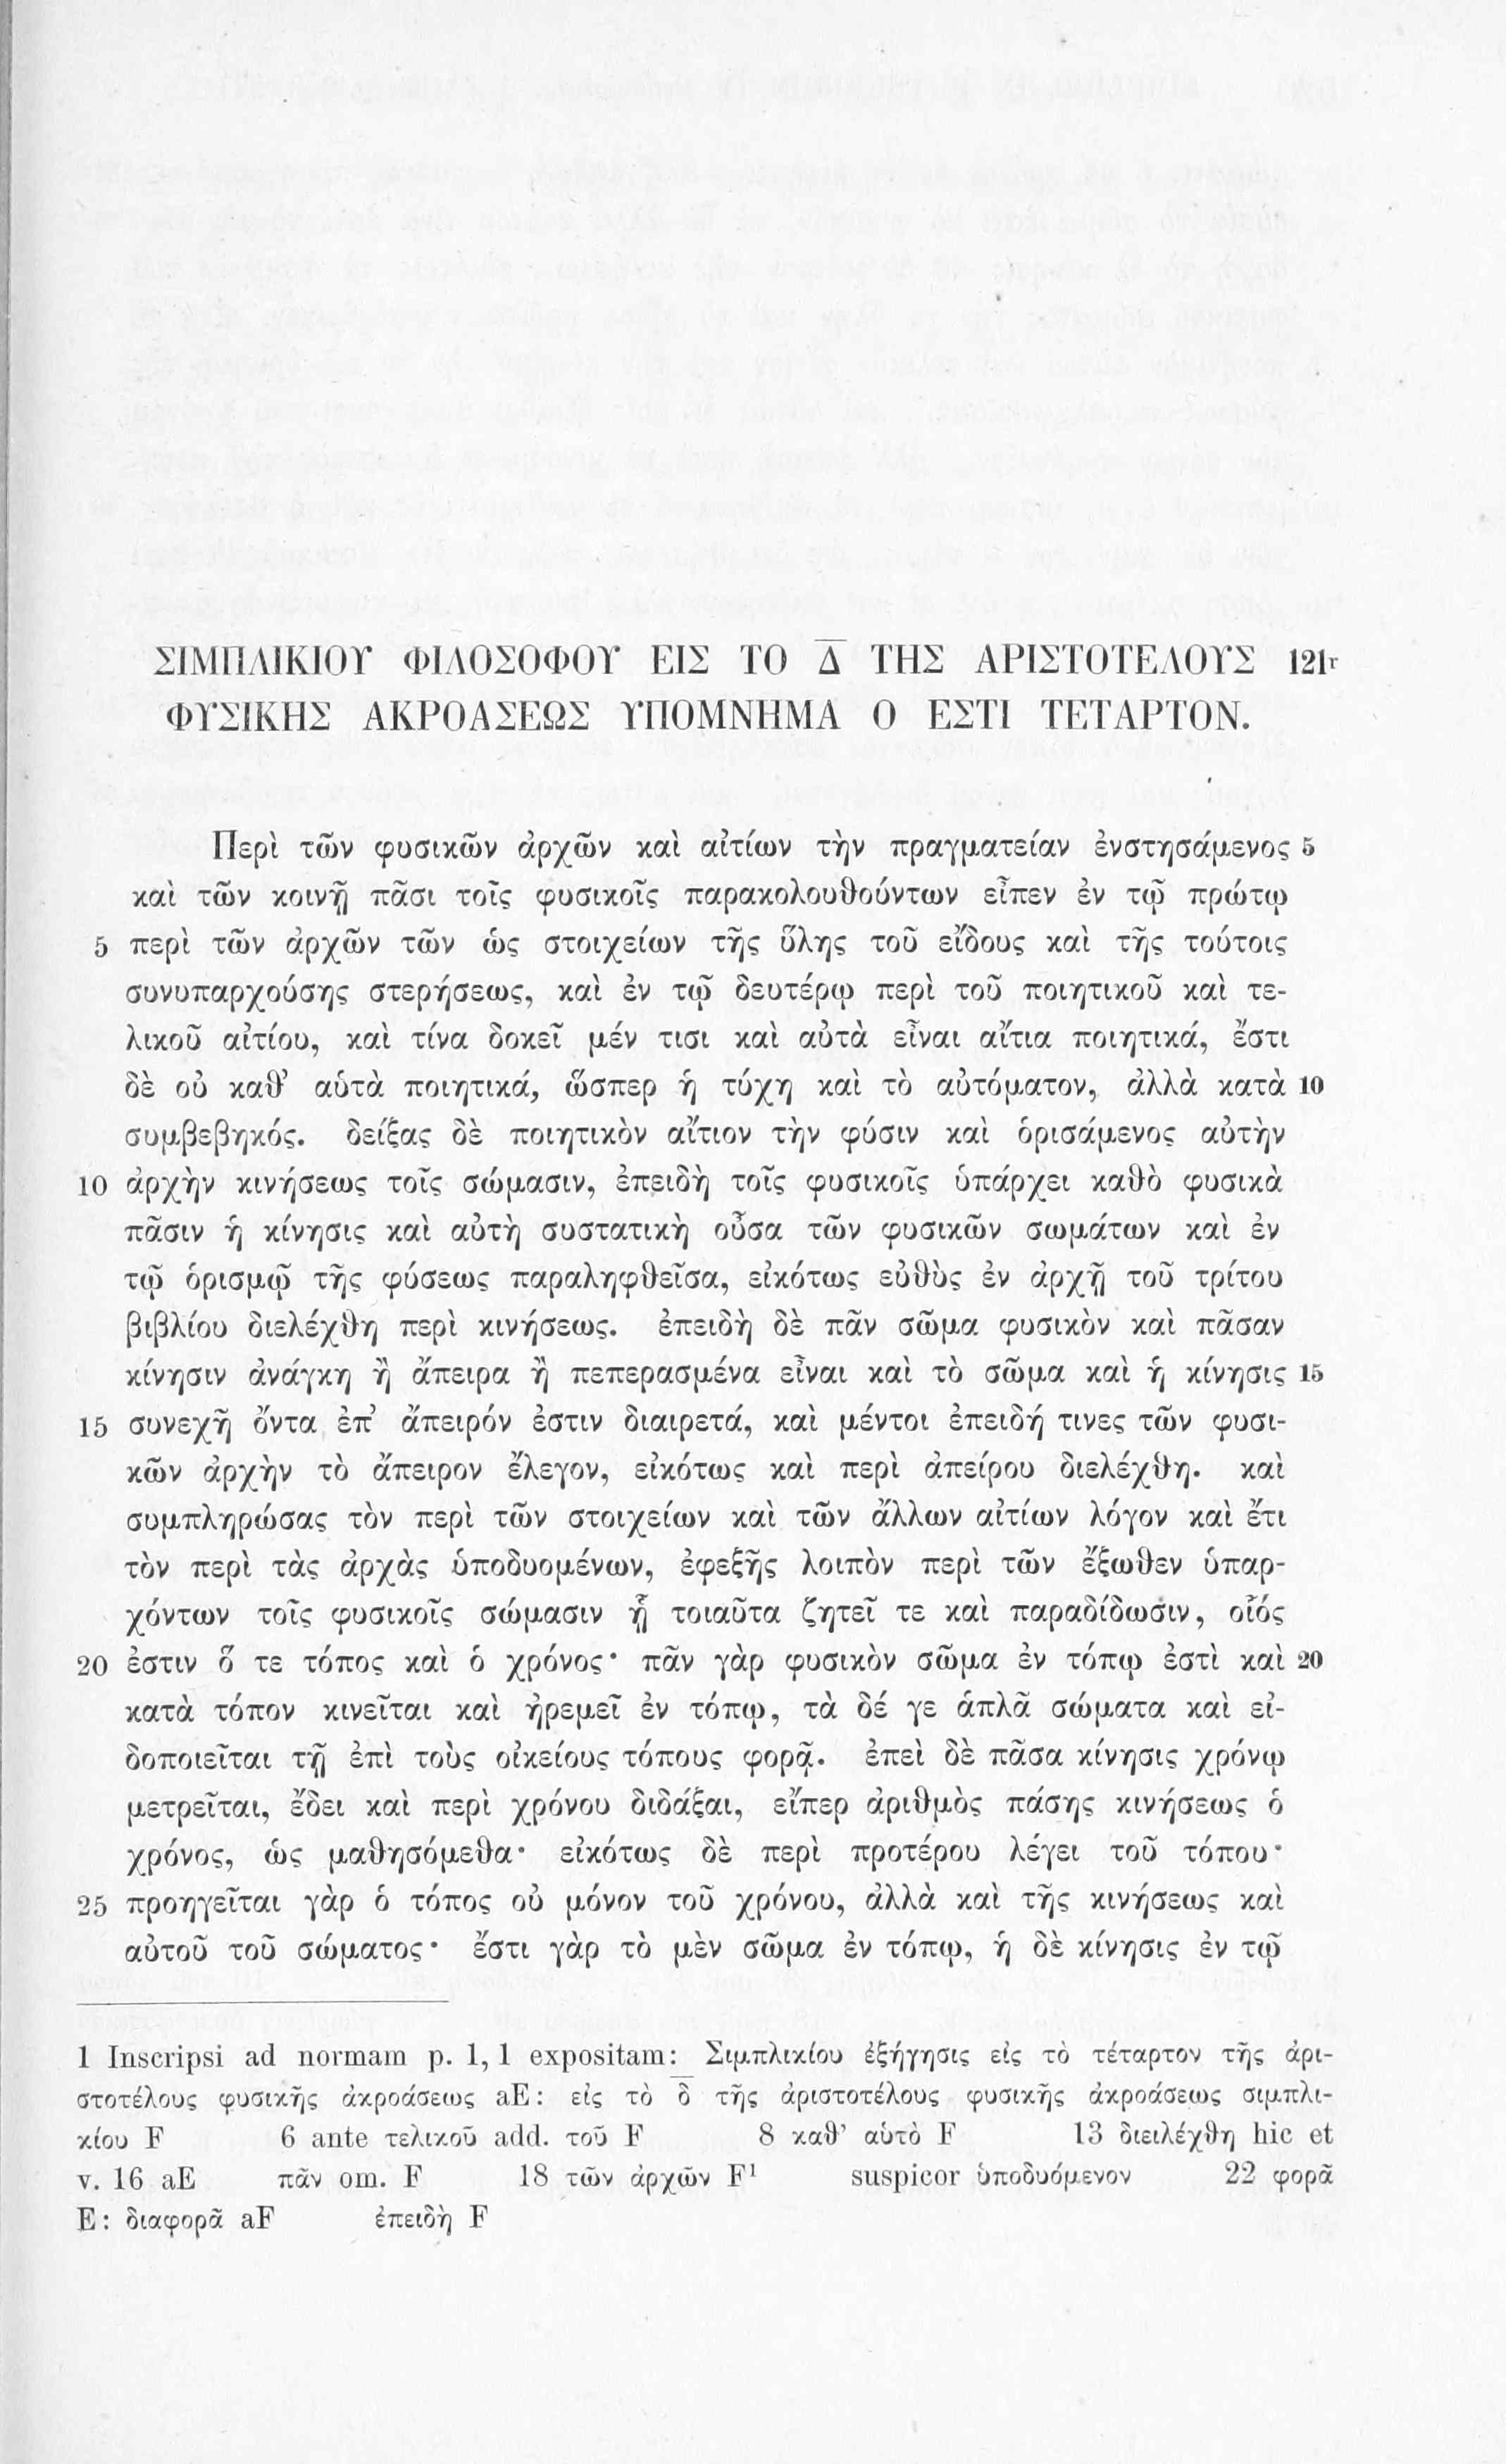 ΣΙΜΠΛΙΚΙΟΥ ΦΙΛΟΣΟΦΟΥ ΕΙΣ ΤΟ Δ̅ ΤΗΣ ΑΡΙΣΤΟΤΕΛΟΥΣ 121r
ΦΥΣΙΚΗΣ ΑΚΡΟΑΣΕΩΣ ΥΠΟΜΝΗΜΑ Ο ΕΣΤΙ ΤΕΤΑΡΤΟΝ.
Περὶ τῶν φυσικῶν ἀρχῶν καὶ αἰτίων τὴν πραγματείαν ἐνστησάμενος 5
καὶ τῶν κοινῇ πᾶσι τοῖς φυσικοῖς παρακολουθούντων εἶπεν ἐν τῷ πρώτῳ
5 περὶ τῶν ἀρχῶν τῶν ὡς στοιχείων τῆς ὕλης τοῦ εἴδους καὶ τῆς τούτοις
συνυπαρχούσης στερήσεως, καὶ ἐν τῷ δευτέρῳ περὶ τοῦ ποιητικοῦ καὶ τε-
λικοῦ αἰτίου, καὶ τίνα δοκεῖ μέν τισι καὶ αὐτὰ εἶναι αἴτια ποιητικά, ἔστι
δὲ οὐ καθ’ αὑτὰ ποιητικά, ὥσπερ ἡ τύχη καὶ τὸ αὐτόματον, ἀλλὰ κατὰ 10
συμβεβηκός. δείξας δὲ ποιητικὸν αἴτιον τὴν φύσιν καὶ ὁρισάμενος αὐτὴν
10 ἀρχὴν κινήσεως τοῖς σώμασιν, ἐπειδὴ τοῖς φυσικοῖς ὑπάρχει καθὸ φυσικὰ
πᾶσιν ἡ κίνησις καὶ αὐτὴ συστατικὴ οὖσα τῶν φυσικῶν σωμάτων καὶ ἐν
τῷ ὁρισμῷ τῆς φύσεως παραληφθεῖσα, εἰκότως εὐθὺς ἐν ἀρχῇ τοῦ τρίτου
βιβλίου διελέχθη περὶ κινήσεως. ἐπειδὴ δὲ πᾶν σῶμα φυσικὸν καὶ πᾶσαν
κίνησιν ἀνάγκη ἢ ἄπειρα ἢ πεπερασμένα εἶναι καὶ τὸ σῶμα καὶ ἡ κίνησις 15
15 συνεχῆ ὄντα ἐπ’ ἄπειρόν ἐστιν διαιρετά, καὶ μέντοι ἐπειδή τινες τῶν φυσι-
κῶν ἀρχὴν τὸ ἄπειρον ἔλεγον, εἰκότως καὶ περὶ ἀπείρου διελέχθη. καὶ
συμπληρώσας τὸν περὶ τῶν στοιχείων καὶ τῶν ἄλλων αἰτίων λόγον καὶ ἔτι
τὸν περὶ τὰς ἀρχὰς ὑποδυομένων, ἐφεξῆς λοιπὸν περὶ τῶν ἔξωθεν ὑπαρ-
χόντων τοῖς φυσικοῖς σώμασιν ᾗ τοιαῦτα ζητεῖ τε καὶ παραδίδωσιν, οἷός
20 ἐστιν ὅ τε τόπος καὶ ὁ χρόνος· πᾶν γὰρ φυσικὸν σῶμα ἐν τόπῳ ἐστὶ καὶ 20
κατὰ τόπον κινεῖται καὶ ἠρεμεῖ ἐν τόπῳ, τὰ δέ γε ἁπλᾶ σώματα καὶ εἰ-
δοποιεῖται τῇ ἐπὶ τοὺς οἰκείους τόπους φορᾷ. ἐπεὶ δὲ πᾶσα κίνησις χρόνῳ
μετρεῖται, ἔδει καὶ περὶ χρόνου διδάξαι, εἴπερ ἀριθμὸς πάσης κινήσεως ὁ
χρόνος, ὡς μαθησόμεθα· εἰκότως δὲ περὶ προτέρου λέγει τοῦ τόπου·
25 προηγεῖται γὰρ ὁ τόπος οὐ μόνον τοῦ χρόνου, ἀλλὰ καὶ τῆς κινήσεως καὶ
αὐτοῦ τοῦ σώματος· ἔστι γὰρ τὸ μὲν σῶμα ἐν τόπῳ, ἡ δὲ κίνησις ἐν τῷ
1 Inscripsi ad normam p. 1, 1 expositam: Σιμπλικίου ἐξήγησις εἰς τὸ τέταρτον τῆς ἀρι-
στοτέλους φυσικῆς ἀκροάσεως aE: εἰς τὸ δ̅ τῆς ἀριστοτέλους φυσικῆς ἀκροάσεως σιμπλι-
κίου F 6 ante τελικοῦ add. τοῦ F 8 καθ’ αὑτὸ F 13 διειλέχθη hic et
v. 16 aE πᾶν om. F 18 τῶν ἀρχῶν F¹ suspicor ὑποδυόμενον 22 φορᾶ
E: διαφορᾶ aF ἐπειδὴ F